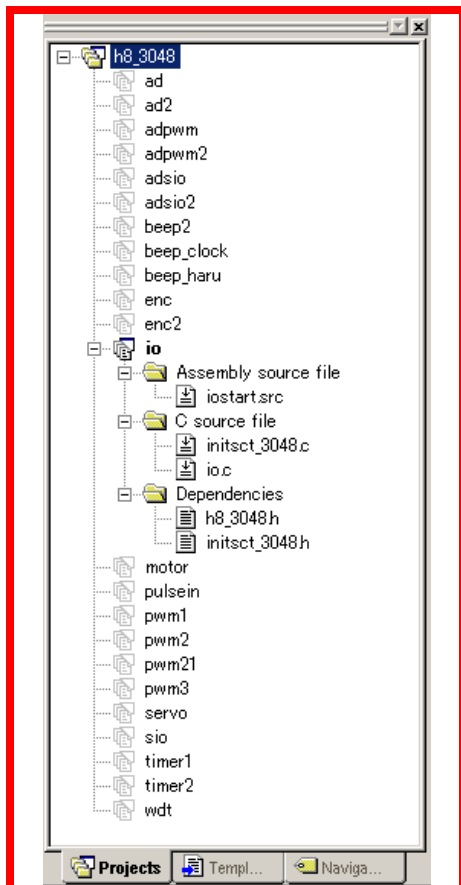 h8_3048
ad
ad2
adpwm
adpwm2
adsio
adsio2
beep2
beep_clock
beep_haru
enc
enc2
io
Assembly source file
iostart.src
C source file
initsct_3048.c
io.c
Dependencies
h8_3048.h
initsct_3048.h
motor
pulsein
pwm1
pwm2
pwm21
pwm3
servo
sio
timer1
timer2
wdt
Projects Templ... Naviga...